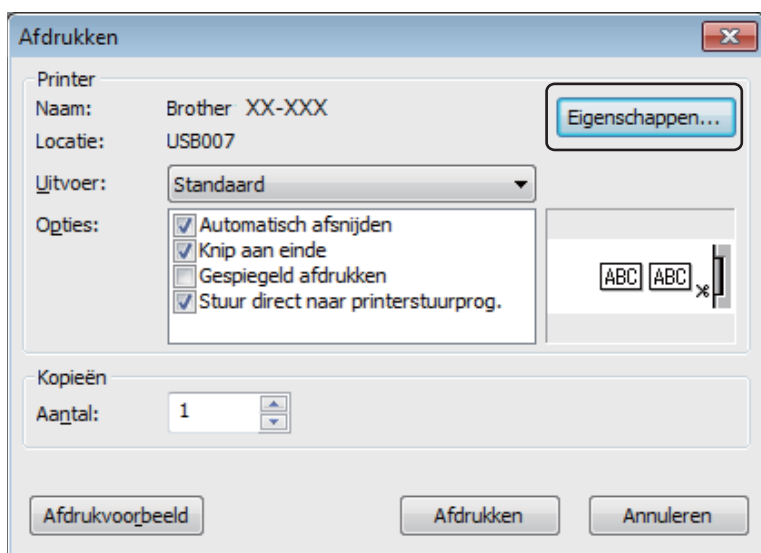 Afdrukken
Printer
Naam: Brother XX-XXX
Eigenschappen...
Locatie: USB007
Uitvoer: Standaard
Opties: Automatisch afsnijden
Knip aan einde
Gespiegeld afdrukken
Stuur direct naar printerstuurprog.
ABC ABC
Kopieën
Aantal: 1
Afdrukvoorbeeld Afdrukken Annuleren